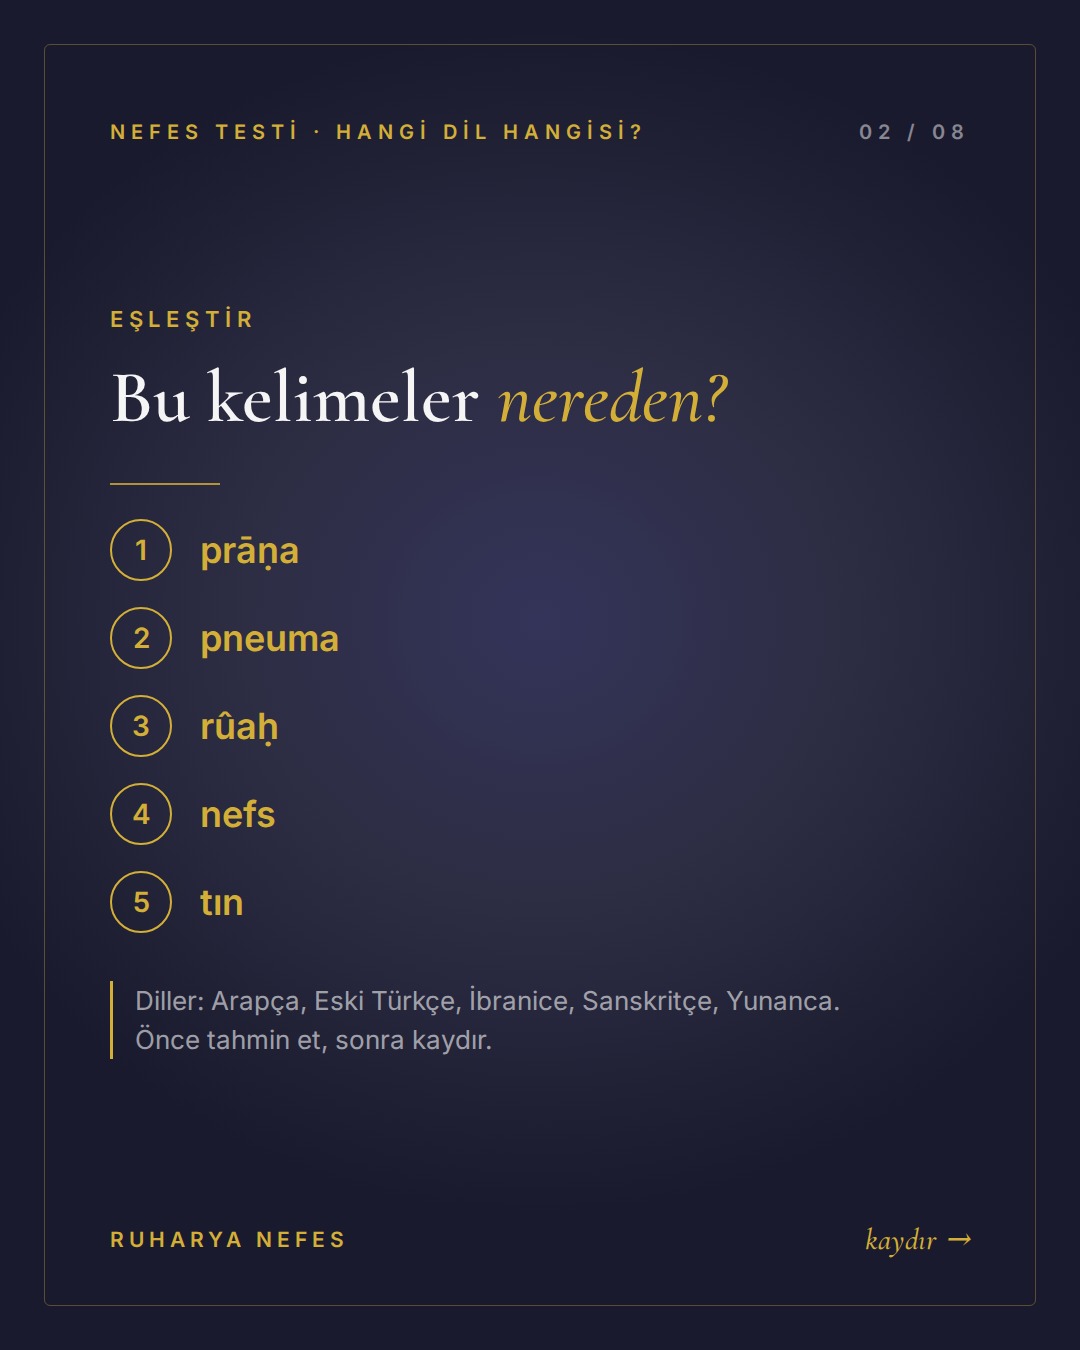 NEFES TESTİ · HANGİ DİL HANGİSİ?
02 / 08
EŞLEŞTİR
Bu kelimeler nereden?
1 prāṇa
2 pneuma
3 rûaḥ
4 nefs
5 tın
Diller: Arapça, Eski Türkçe, İbranice, Sanskritçe, Yunanca.
Önce tahmin et, sonra kaydır.
RUHARYA NEFES
kaydır →